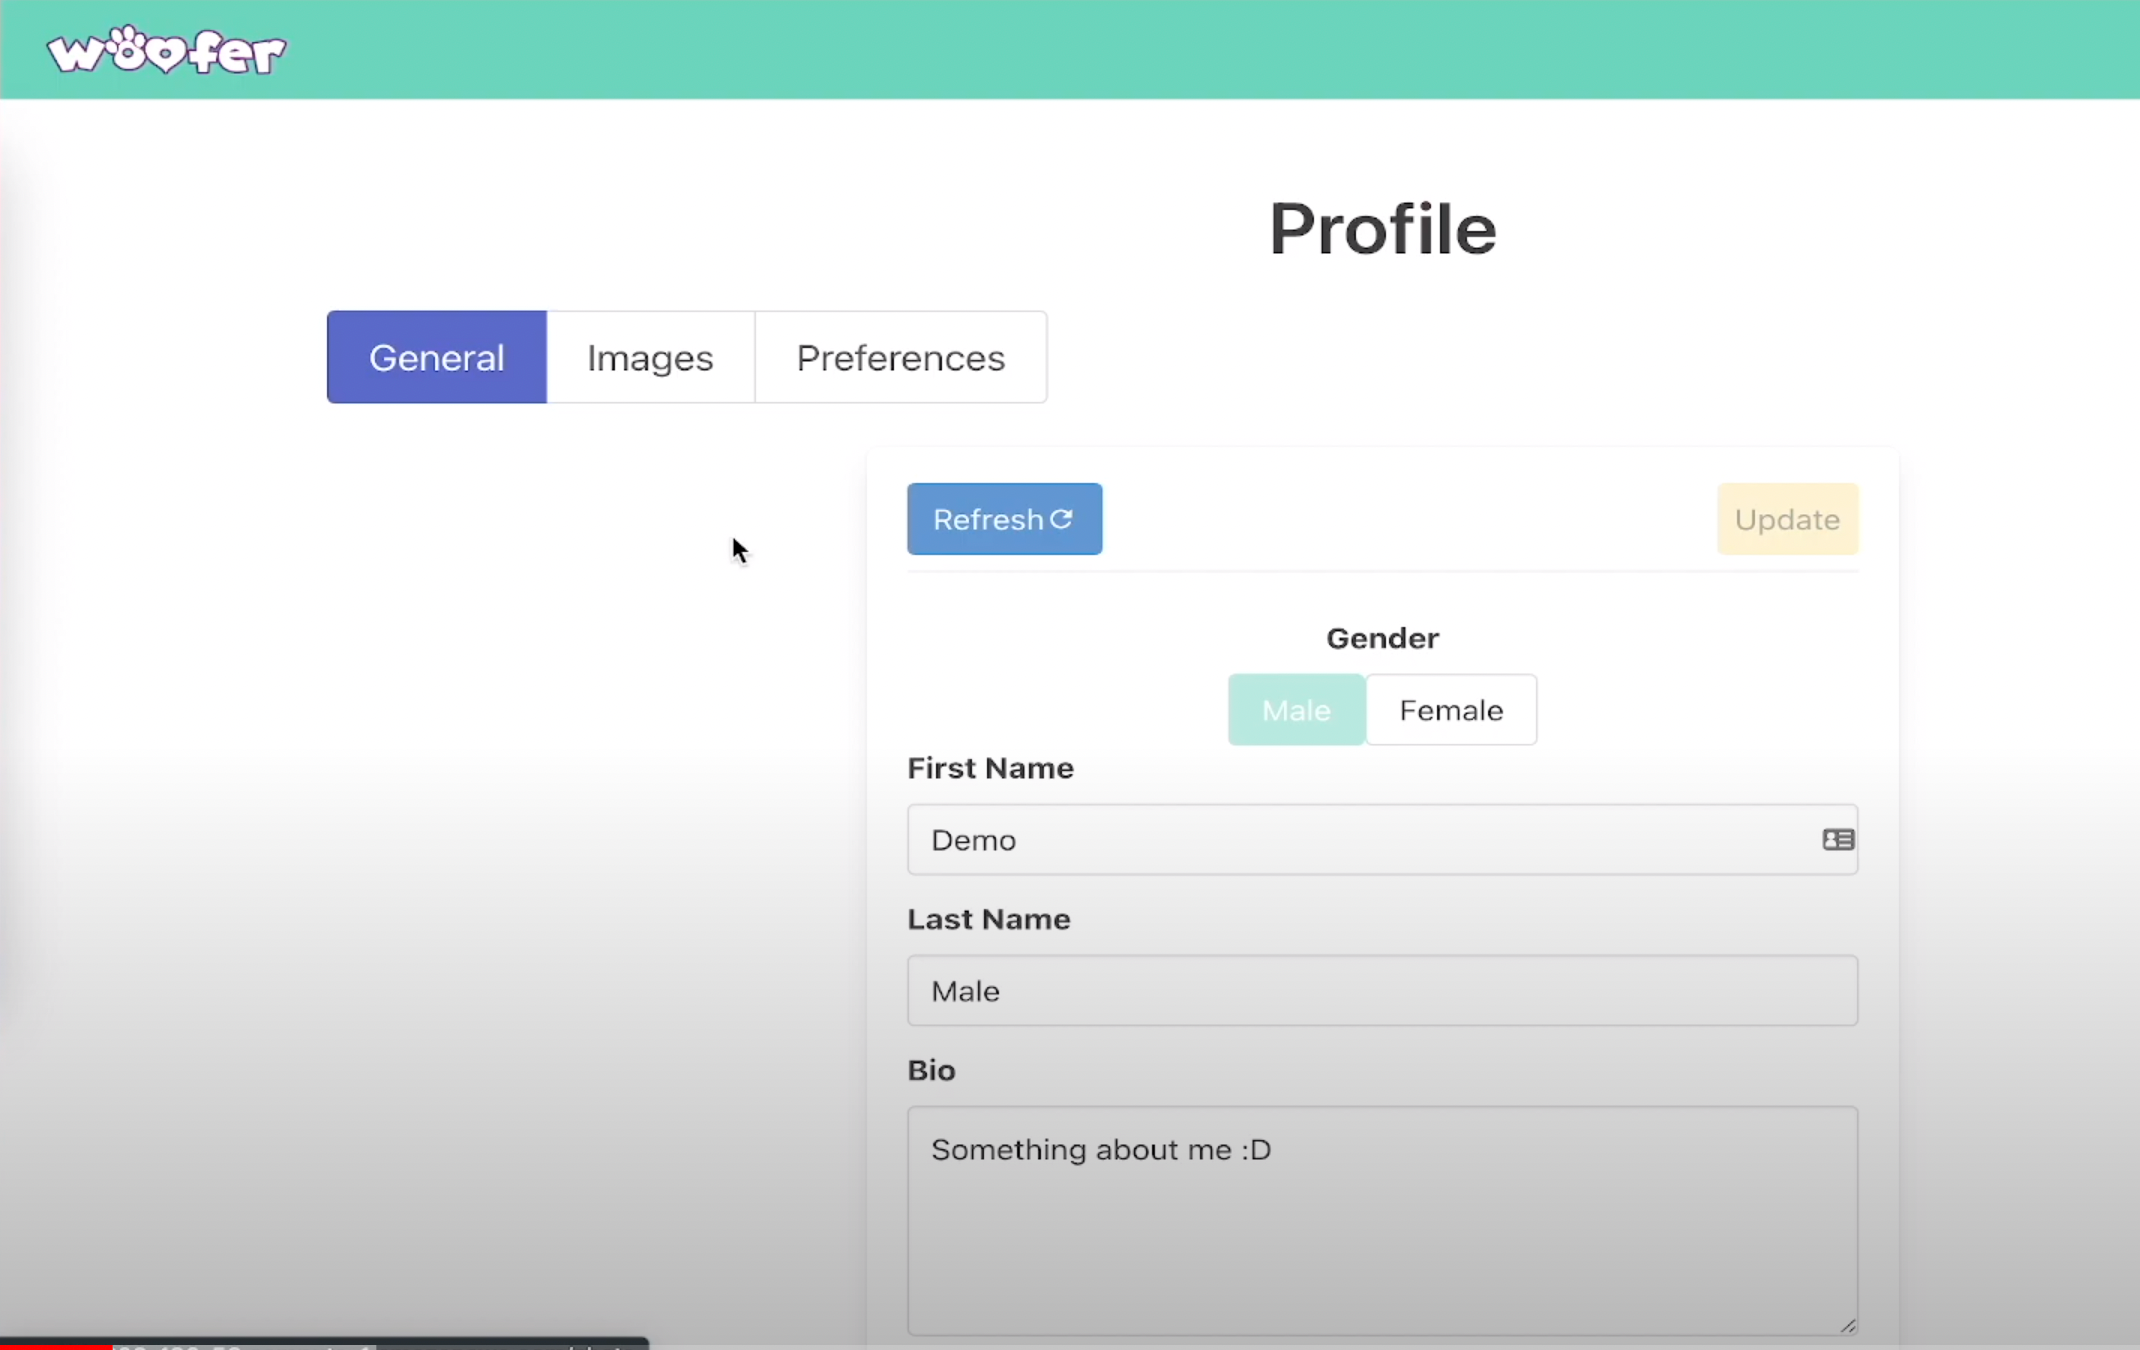 woofer
Profile
General Images Preferences
Refresh Update
Gender
Male Female
First Name
Demo
Last Name
Male
Bio
Something about me :D